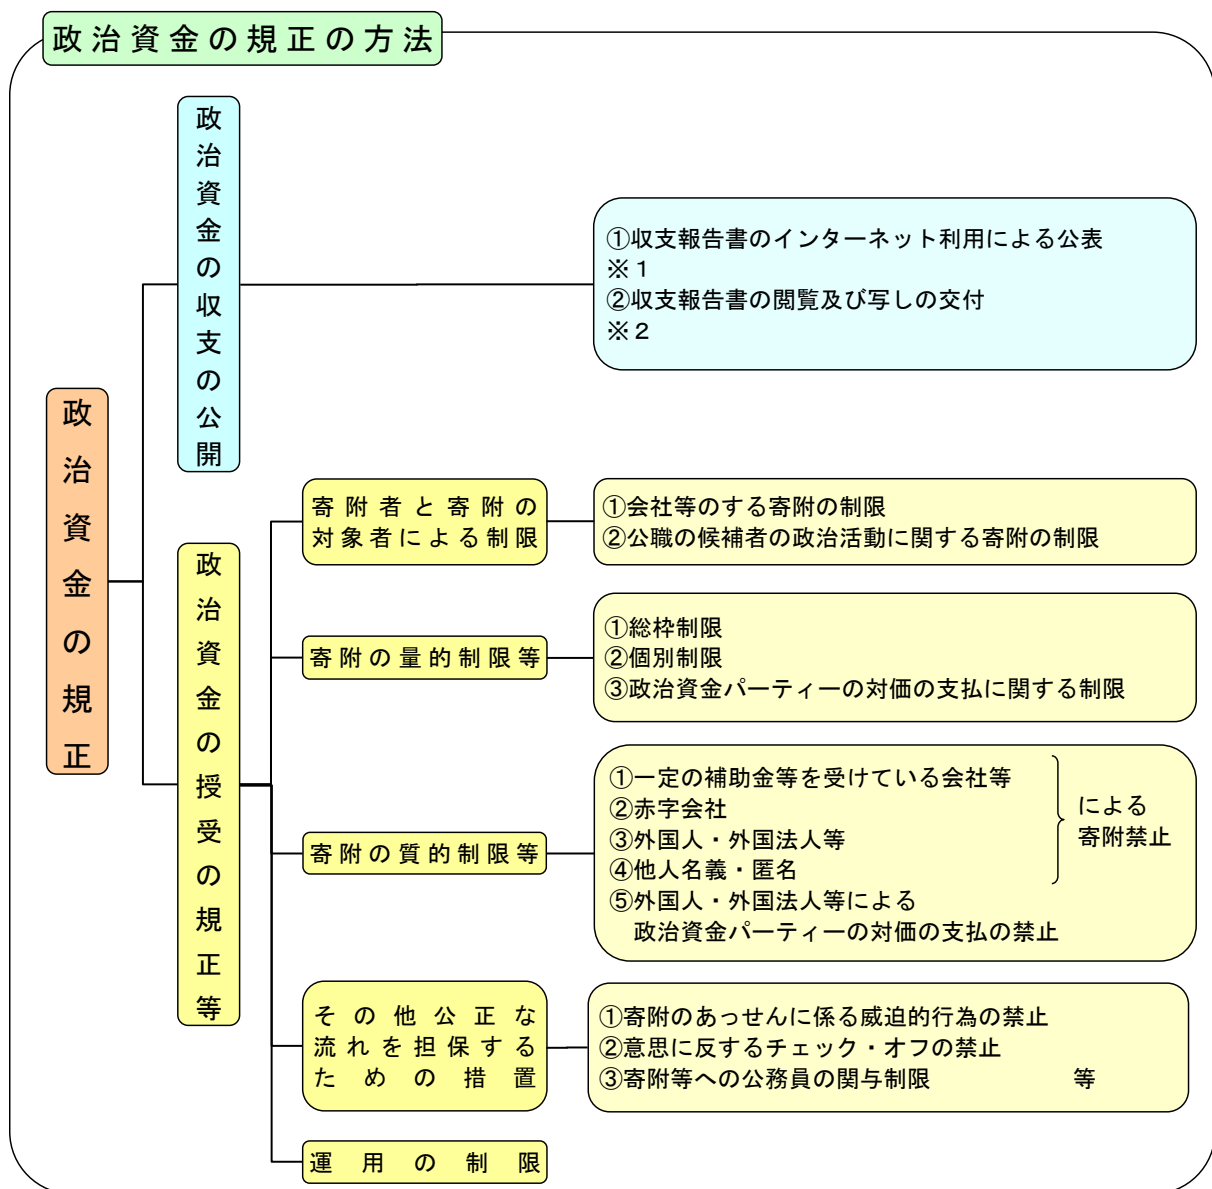 政治資金の規正の方法
政治資金の規正
政治資金の収支の公開
①収支報告書のインターネット利用による公表
※１
②収支報告書の閲覧及び写しの交付
※２
政治資金の授受の規正等
寄附者と寄附の
対象者による制限
①会社等のする寄附の制限
②公職の候補者の政治活動に関する寄附の制限
寄附の量的制限等
①総枠制限
②個別制限
③政治資金パーティーの対価の支払に関する制限
寄附の質的制限等
①一定の補助金等を受けている会社等
②赤字会社
③外国人・外国法人等
④他人名義・匿名
による
寄附禁止
⑤外国人・外国法人等による
政治資金パーティーの対価の支払の禁止
その他公正な
流れを担保する
ための措置
①寄附のあっせんに係る威迫的行為の禁止
②意思に反するチェック・オフの禁止
③寄附等への公務員の関与制限 等
運用の制限